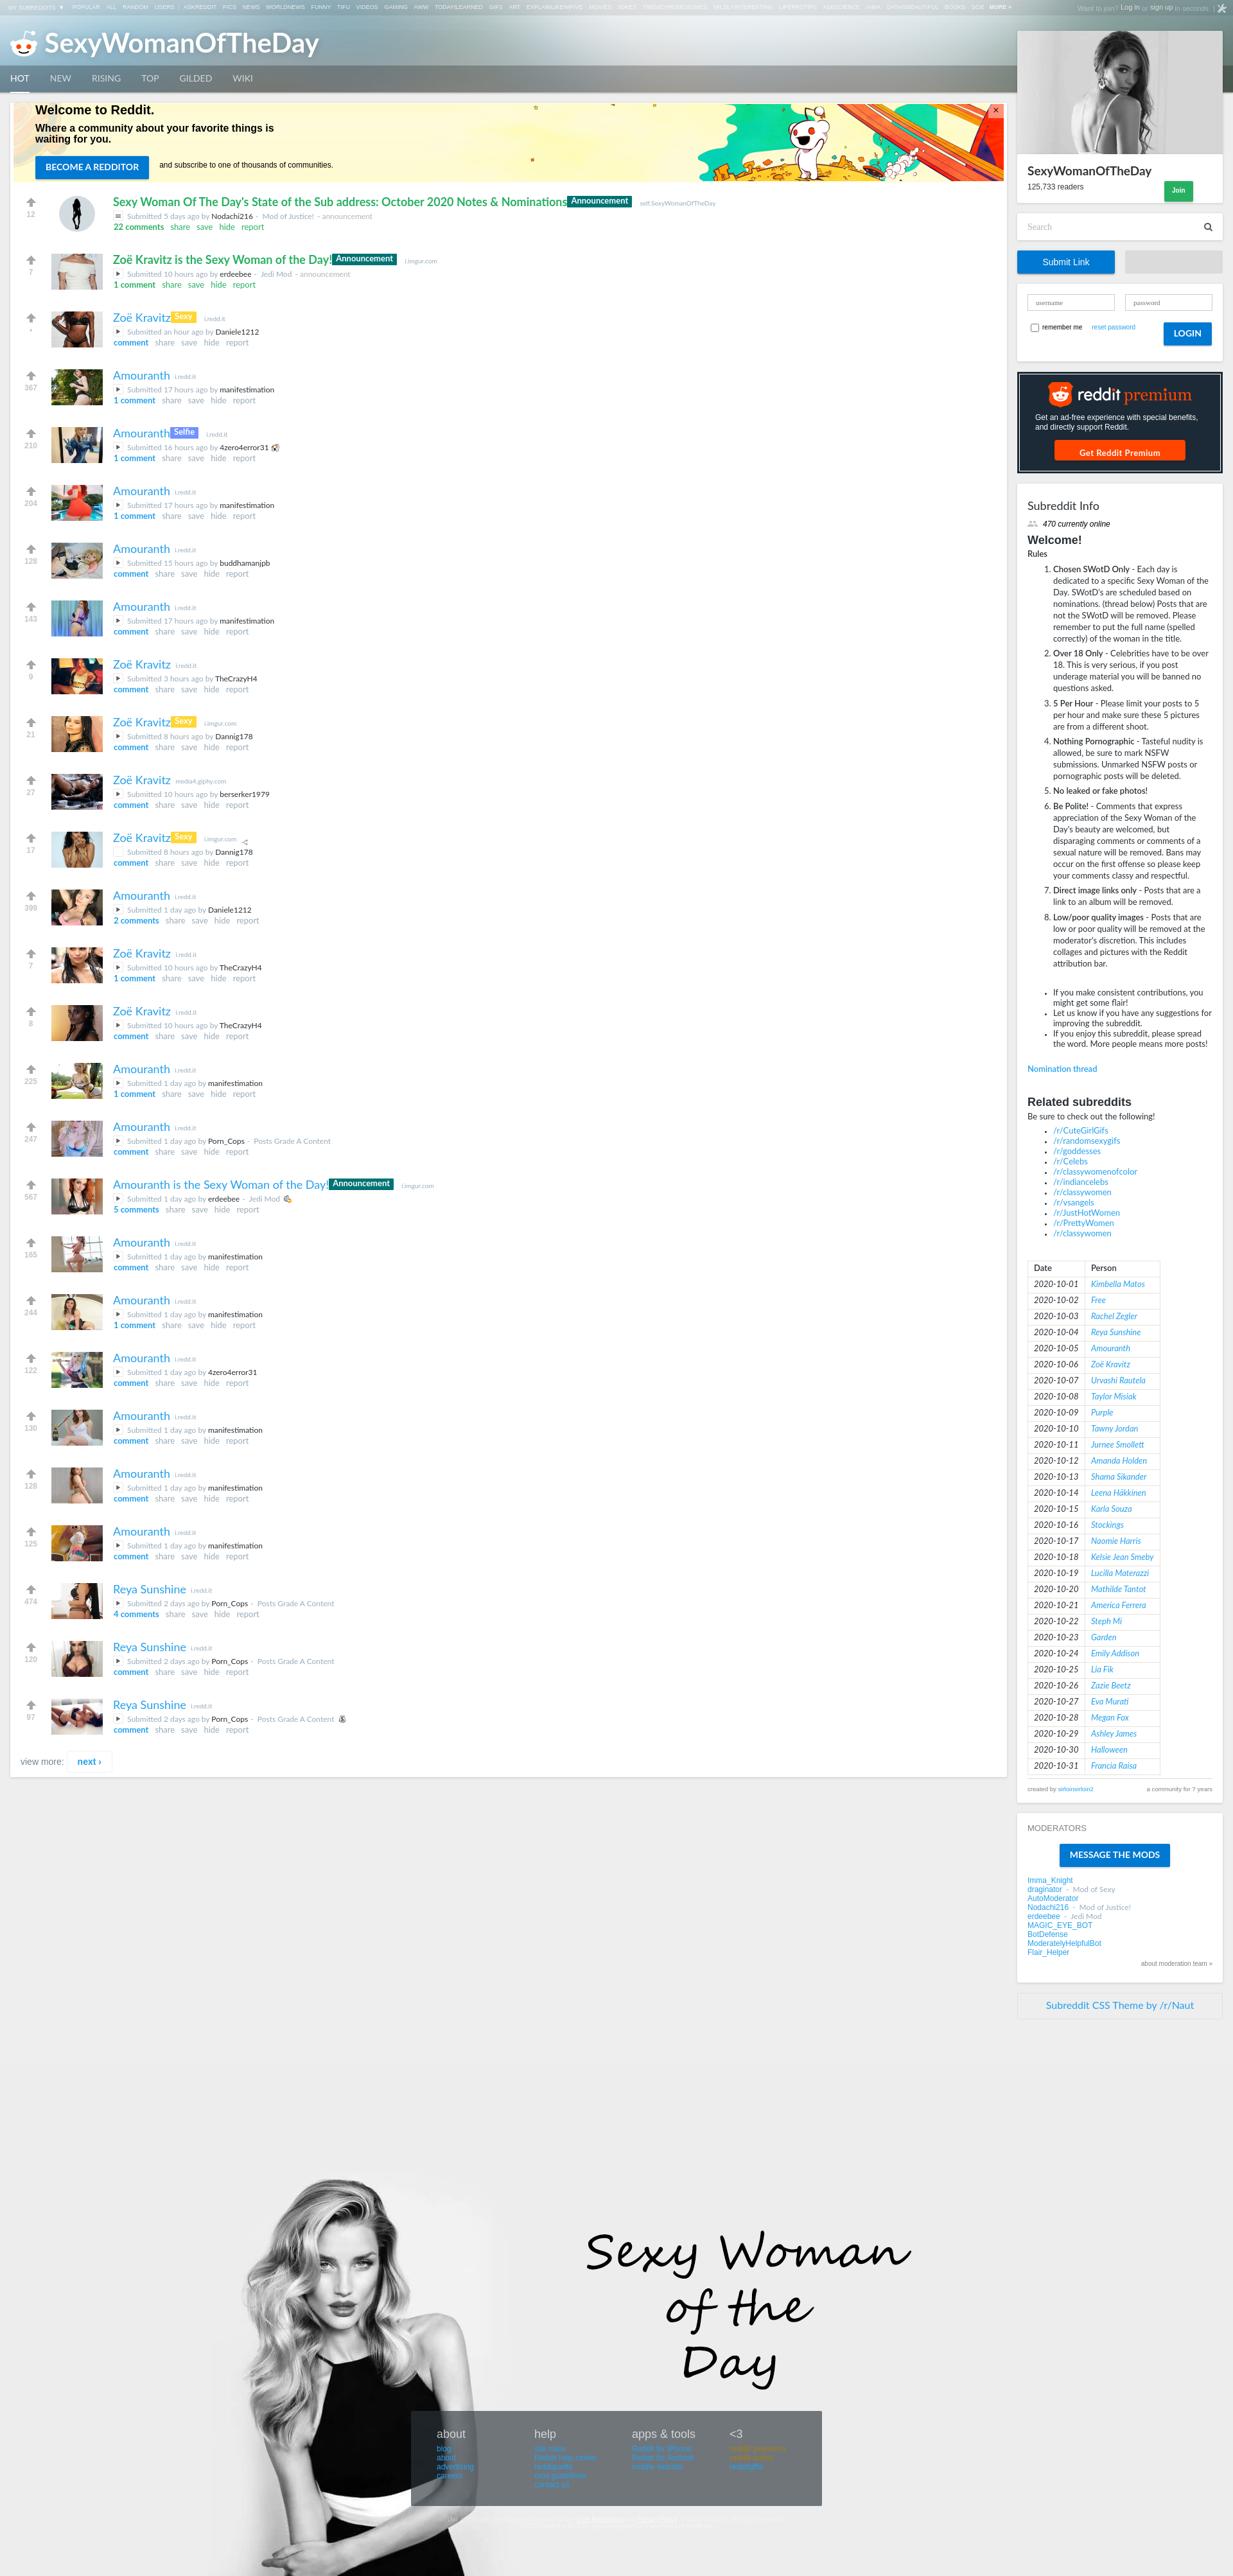 MY SUBREDDITS ▼ POPULAR ALL RANDOM USERS | ASKREDDIT PICS NEWS WORLDNEWS FUNNY TIFU VIDEOS GAMING AWW TODAYILEARNED GIFS ART EXPLAINLIKEIMFIVE MOVIES JOKES TWOXCHROMOSOMES MILDLYINTERESTING LIFEPROTIPS ASKSCIENCE IAMA DATAISBEAUTIFUL BOOKS SCIE MORE »
Want to join? Log in or sign up in seconds. |
SexyWomanOfTheDay
HOT NEW RISING TOP GILDED WIKI
Welcome to Reddit.
Where a community about your favorite things is
waiting for you.
BECOME A REDDITOR and subscribe to one of thousands of communities.
×
12
Sexy Woman Of The Day's State of the Sub address: October 2020 Notes & Nominations Announcement self.SexyWomanOfTheDay
Submitted 5 days ago by Nodachi216 - Mod of Justice! - announcement
22 comments share save hide report
7
Zoë Kravitz is the Sexy Woman of the Day! Announcement i.imgur.com
Submitted 10 hours ago by erdeebee - Jedi Mod - announcement
1 comment share save hide report
•
Zoë Kravitz Sexy i.redd.it
Submitted an hour ago by Daniele1212
comment share save hide report
367
Amouranth i.redd.it
Submitted 17 hours ago by manifestimation
1 comment share save hide report
210
Amouranth Selfie i.redd.it
Submitted 16 hours ago by 4zero4error31
1 comment share save hide report
204
Amouranth i.redd.it
Submitted 17 hours ago by manifestimation
1 comment share save hide report
128
Amouranth i.redd.it
Submitted 15 hours ago by buddhamanjpb
comment share save hide report
143
Amouranth i.redd.it
Submitted 17 hours ago by manifestimation
comment share save hide report
9
Zoë Kravitz i.redd.it
Submitted 3 hours ago by TheCrazyH4
comment share save hide report
21
Zoë Kravitz Sexy i.imgur.com
Submitted 8 hours ago by Dannig178
comment share save hide report
27
Zoë Kravitz media4.giphy.com
Submitted 10 hours ago by berserker1979
comment share save hide report
17
Zoë Kravitz Sexy i.imgur.com
Submitted 8 hours ago by Dannig178
comment share save hide report
399
Amouranth i.redd.it
Submitted 1 day ago by Daniele1212
2 comments share save hide report
7
Zoë Kravitz i.redd.it
Submitted 10 hours ago by TheCrazyH4
1 comment share save hide report
8
Zoë Kravitz i.redd.it
Submitted 10 hours ago by TheCrazyH4
comment share save hide report
225
Amouranth i.redd.it
Submitted 1 day ago by manifestimation
1 comment share save hide report
247
Amouranth i.redd.it
Submitted 1 day ago by Porn_Cops - Posts Grade A Content
comment share save hide report
567
Amouranth is the Sexy Woman of the Day! Announcement i.imgur.com
Submitted 1 day ago by erdeebee - Jedi Mod
5 comments share save hide report
165
Amouranth i.redd.it
Submitted 1 day ago by manifestimation
comment share save hide report
244
Amouranth i.redd.it
Submitted 1 day ago by manifestimation
1 comment share save hide report
122
Amouranth i.redd.it
Submitted 1 day ago by 4zero4error31
comment share save hide report
130
Amouranth i.redd.it
Submitted 1 day ago by manifestimation
comment share save hide report
128
Amouranth i.redd.it
Submitted 1 day ago by manifestimation
comment share save hide report
125
Amouranth i.redd.it
Submitted 1 day ago by manifestimation
comment share save hide report
474
Reya Sunshine i.redd.it
Submitted 2 days ago by Porn_Cops - Posts Grade A Content
4 comments share save hide report
120
Reya Sunshine i.redd.it
Submitted 2 days ago by Porn_Cops - Posts Grade A Content
comment share save hide report
97
Reya Sunshine i.redd.it
Submitted 2 days ago by Porn_Cops - Posts Grade A Content
comment share save hide report
view more: next ›
SexyWomanOfTheDay
125,733 readers
Join
Search
Submit Link
username password
remember me reset password LOGIN
reddit premium
Get an ad-free experience with special benefits,
and directly support Reddit.
Get Reddit Premium
Subreddit Info
470 currently online
Welcome!
Rules
1. Chosen SWotD Only - Each day is
dedicated to a specific Sexy Woman of the
Day. SWotD's are scheduled based on
nominations. (thread below) Posts that are
not the SWotD will be removed. Please
remember to put the full name (spelled
correctly) of the woman in the title.
2. Over 18 Only - Celebrities have to be over
18. This is very serious, if you post
underage material you will be banned no
questions asked.
3. 5 Per Hour - Please limit your posts to 5
per hour and make sure these 5 pictures
are from a different shoot.
4. Nothing Pornographic - Tasteful nudity is
allowed, be sure to mark NSFW
submissions. Unmarked NSFW posts or
pornographic posts will be deleted.
5. No leaked or fake photos!
6. Be Polite! - Comments that express
appreciation of the Sexy Woman of the
Day's beauty are welcomed, but
disparaging comments or comments of a
sexual nature will be removed. Bans may
occur on the first offense so please keep
your comments classy and respectful.
7. Direct image links only - Posts that are a
link to an album will be removed.
8. Low/poor quality images - Posts that are
low or poor quality will be removed at the
moderator's discretion. This includes
collages and pictures with the Reddit
attribution bar.
• If you make consistent contributions, you
might get some flair!
• Let us know if you have any suggestions for
improving the subreddit.
• If you enjoy this subreddit, please spread
the word. More people means more posts!
Nomination thread
Related subreddits
Be sure to check out the following!
• /r/CuteGirlGifs
• /r/randomsexygifs
• /r/goddesses
• /r/Celebs
• /r/classywomenofcolor
• /r/indiancelebs
• /r/classywomen
• /r/vsangels
• /r/JustHotWomen
• /r/PrettyWomen
• /r/classywomen
Date Person
2020-10-01 Kimbella Matos
2020-10-02 Free
2020-10-03 Rachel Zegler
2020-10-04 Reya Sunshine
2020-10-05 Amouranth
2020-10-06 Zoë Kravitz
2020-10-07 Urvashi Rautela
2020-10-08 Taylor Misiak
2020-10-09 Purple
2020-10-10 Tawny Jordan
2020-10-11 Jurnee Smollett
2020-10-12 Amanda Holden
2020-10-13 Shama Sikander
2020-10-14 Leena Häkkinen
2020-10-15 Karla Souza
2020-10-16 Stockings
2020-10-17 Naomie Harris
2020-10-18 Kelsie Jean Smeby
2020-10-19 Lucilla Materazzi
2020-10-20 Mathilde Tantot
2020-10-21 America Ferrera
2020-10-22 Steph Mi
2020-10-23 Garden
2020-10-24 Emily Addison
2020-10-25 Lia Fik
2020-10-26 Zazie Beetz
2020-10-27 Eva Murati
2020-10-28 Megan Fox
2020-10-29 Ashley James
2020-10-30 Halloween
2020-10-31 Francia Raisa
created by sirloinsirloin2 a community for 7 years
MODERATORS
MESSAGE THE MODS
Imma_Knight
draginator - Mod of Sexy
AutoModerator
Nodachi216 - Mod of Justice!
erdeebee - Jedi Mod
MAGIC_EYE_BOT
BotDefense
ModeratelyHelpfulBot
Flair_Helper
about moderation team »
Subreddit CSS Theme by /r/Naut
Sexy Woman
of the
Day
about help apps & tools <3
blog
about
advertising
careers
site rules
Reddit help center
contact us